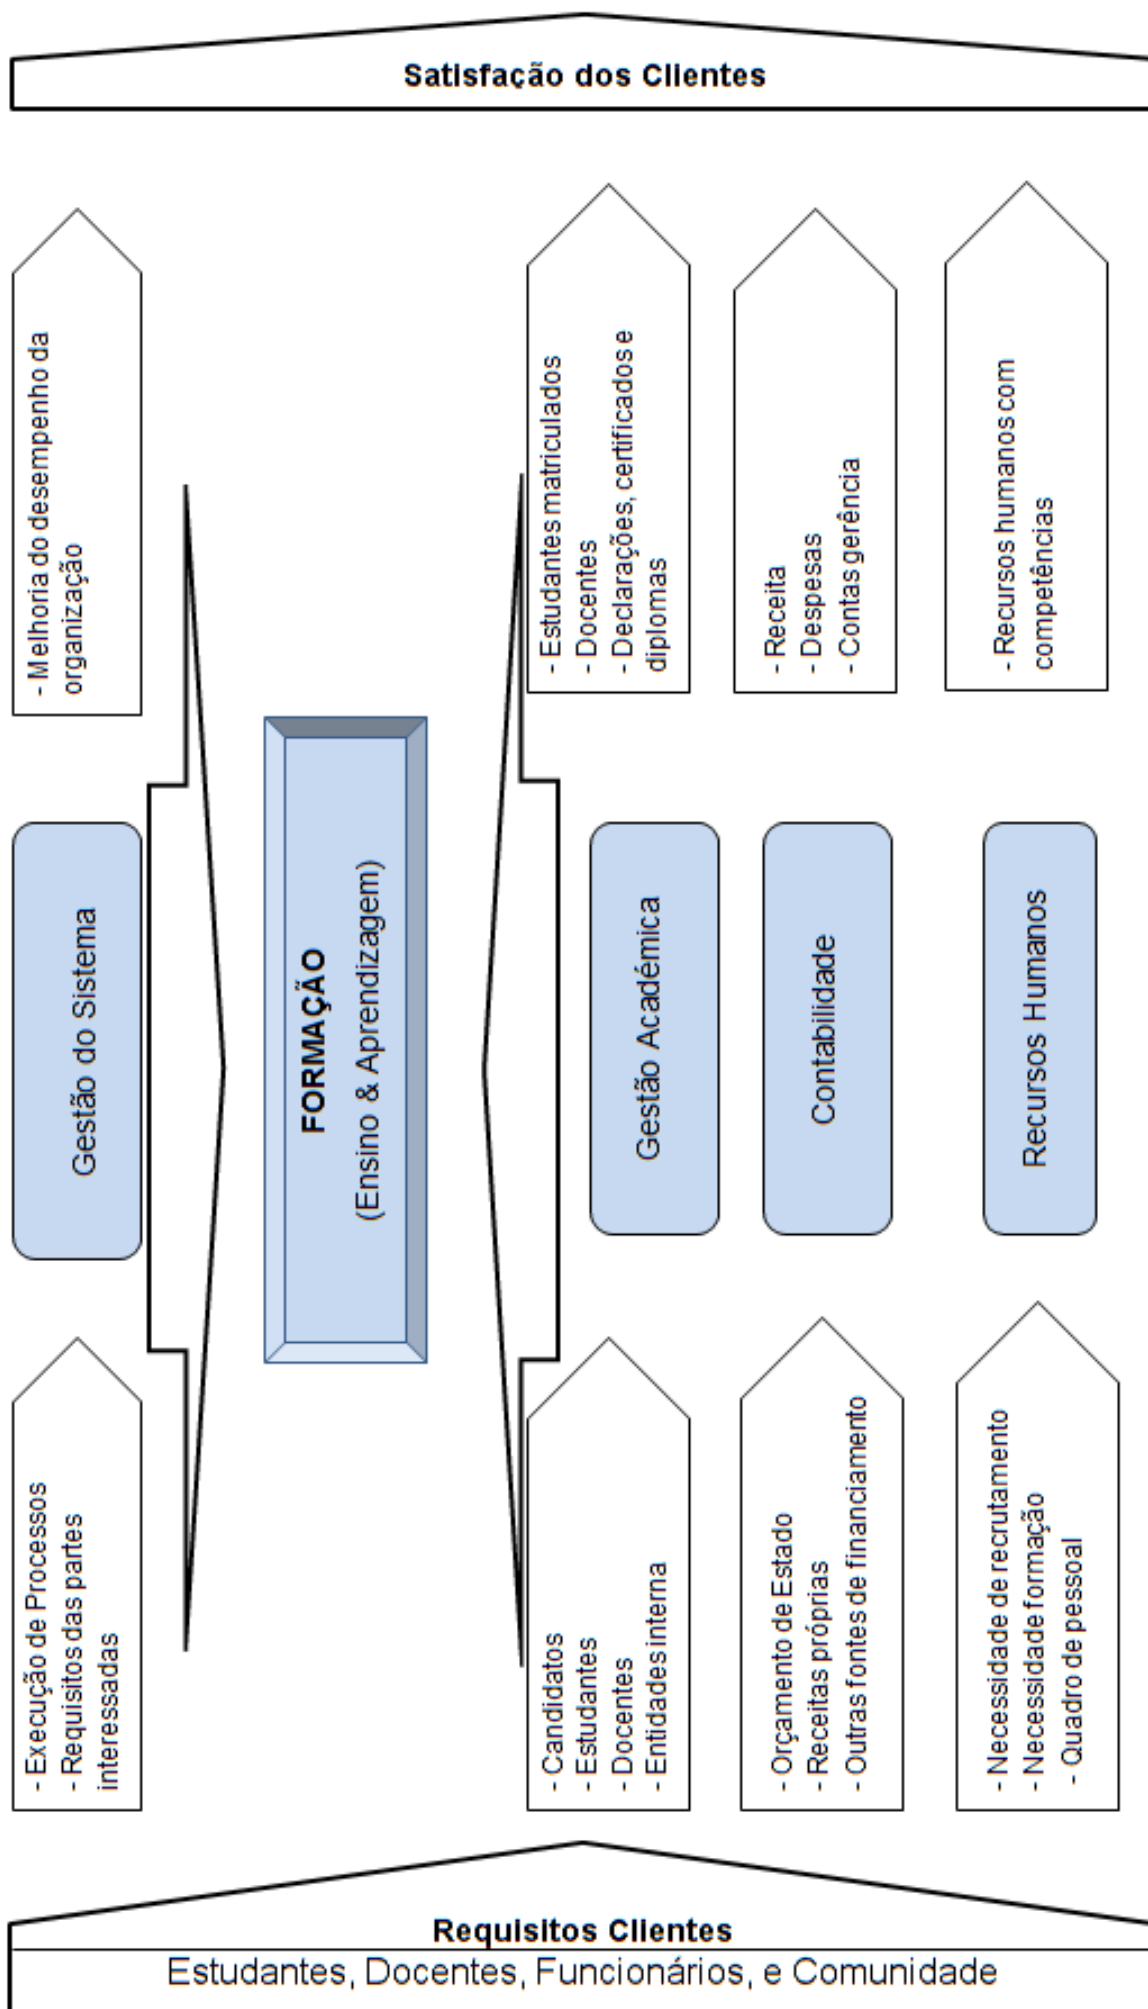 Satisfação dos Clientes
- Melhoria do desempenho da
organização
- Estudantes matriculados
- Docentes
- Declarações, certificados e
diplomas
- Receita
- Despesas
- Contas gerência
- Recursos humanos com
competências
Gestão do Sistema
FORMAÇÃO
(Ensino & Aprendizagem)
Gestão Académica
Contabilidade
Recursos Humanos
- Execução de Processos
- Requisitos das partes
interessadas
- Candidatos
- Estudantes
- Docentes
- Entidades interna
- Orçamento de Estado
- Receitas próprias
- Outras fontes de financiamento
- Necessidade de recrutamento
- Necessidade formação
- Quadro de pessoal
Requisitos Clientes
Estudantes, Docentes, Funcionários, e Comunidade